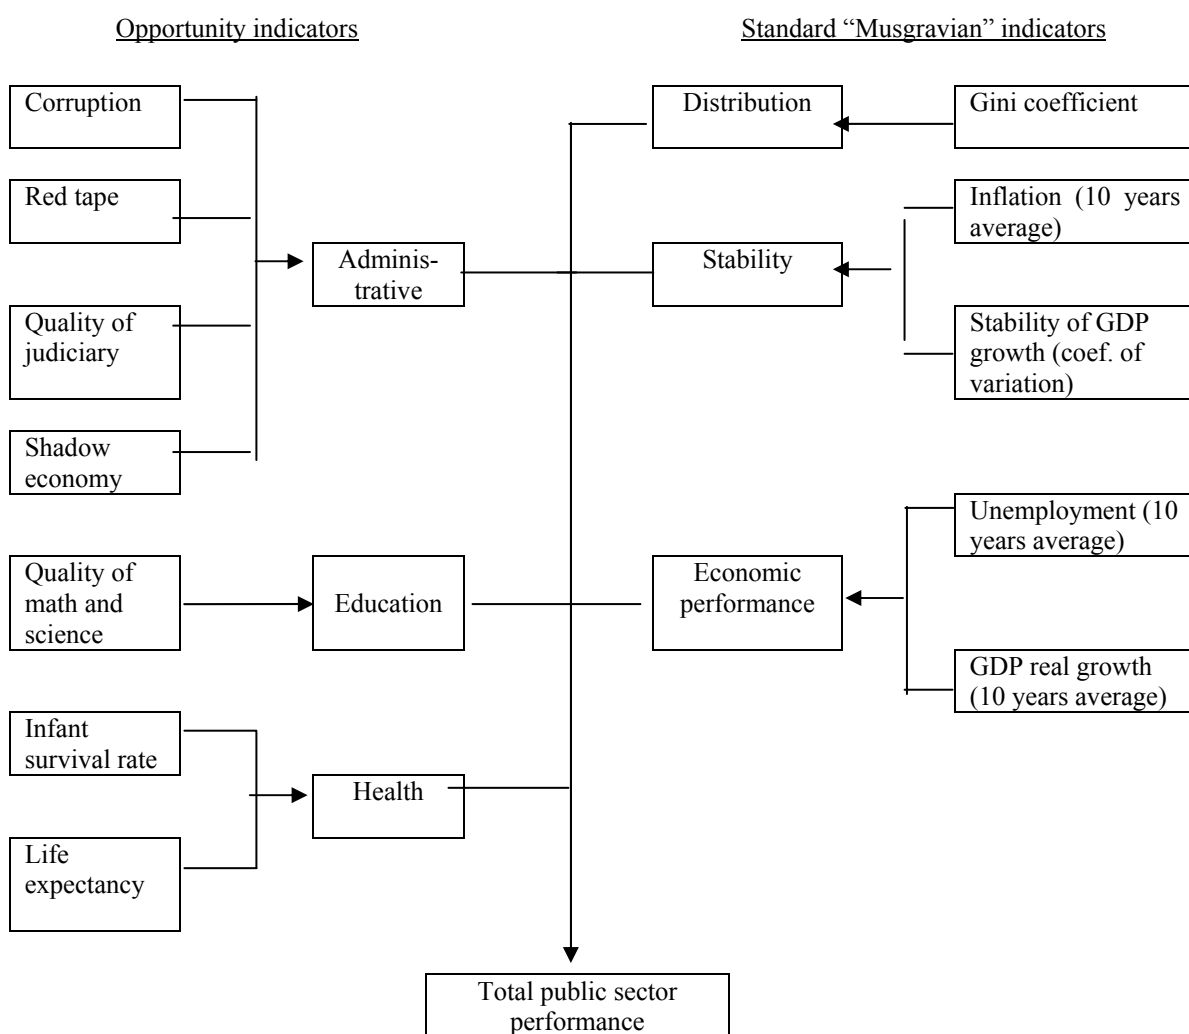 Opportunity indicators
Standard “Musgravian” indicators
Corruption
Red tape
Quality of
judiciary
Shadow
economy
Adminis-
trative
Quality of
math and
science
Education
Infant
survival rate
Life
expectancy
Health
Distribution
Gini coefficient
Stability
Inflation (10 years
average)
Stability of GDP
growth (coef. of
variation)
Economic
performance
Unemployment (10
years average)
GDP real growth
(10 years average)
Total public sector
performance